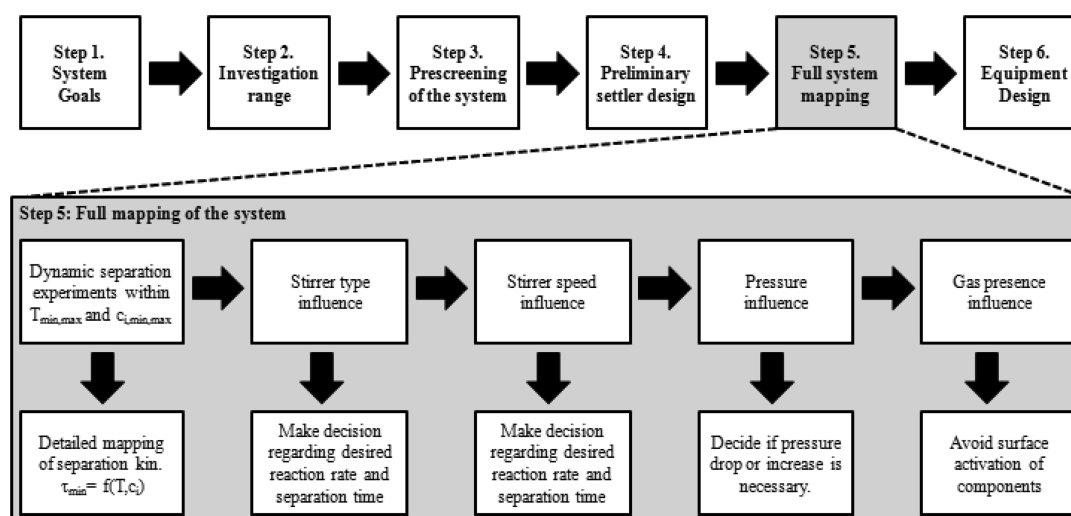 Step 1.
System
Goals
Step 2.
Investigation
range
Step 3.
Prescreening
of the system
Step 4.
Preliminary
settler design
Step 5.
Full system
mapping
Step 6.
Equipment
Design
Step 5: Full mapping of the system
Dynamic separation
experiments within
T_min,max and c_i,min,max
Stirrer type
influence
Stirrer speed
influence
Pressure
influence
Gas presence
influence
Detailed mapping
of separation kin.
τ_min= f(T,c_i)
Make decision
regarding desired
reaction rate and
separation time
Make decision
regarding desired
reaction rate and
separation time
Decide if pressure
drop or increase is
necessary.
Avoid surface
activation of
components